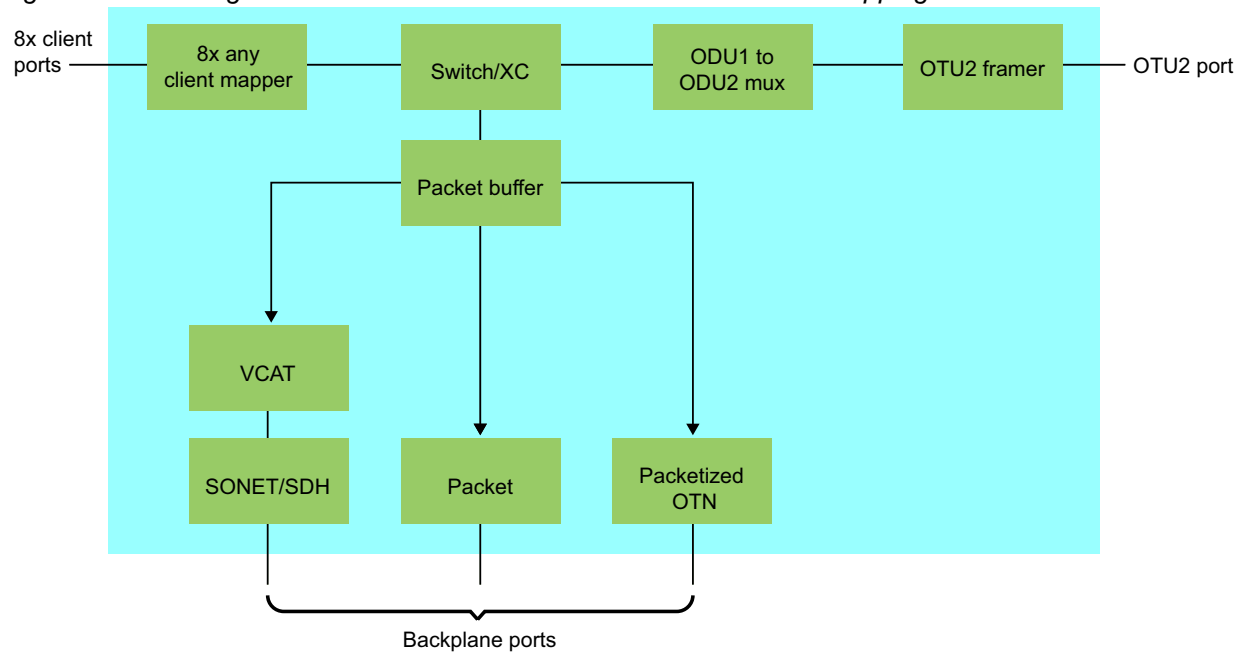 8x client
ports
8x any
client mapper
Switch/XC
ODU1 to
ODU2 mux
OTU2 framer
OTU2 port
Packet buffer
VCAT
SONET/SDH
Packet
Packetized
OTN
Backplane ports